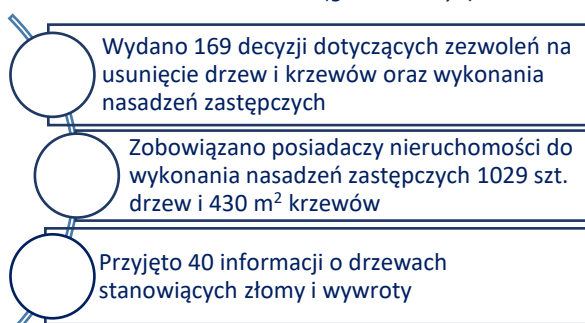 Wydano 169 decyzji dotyczących zezwoleń na
usunięcie drzew i krzewów oraz wykonania
nasadzeń zastępczych
Zobowiązano posiadaczy nieruchomości do
wykonania nasadzeń zastępczych 1029 szt.
drzew i 430 m² krzewów
Przyjęto 40 informacji o drzewach
stanowiących złomy i wywroty